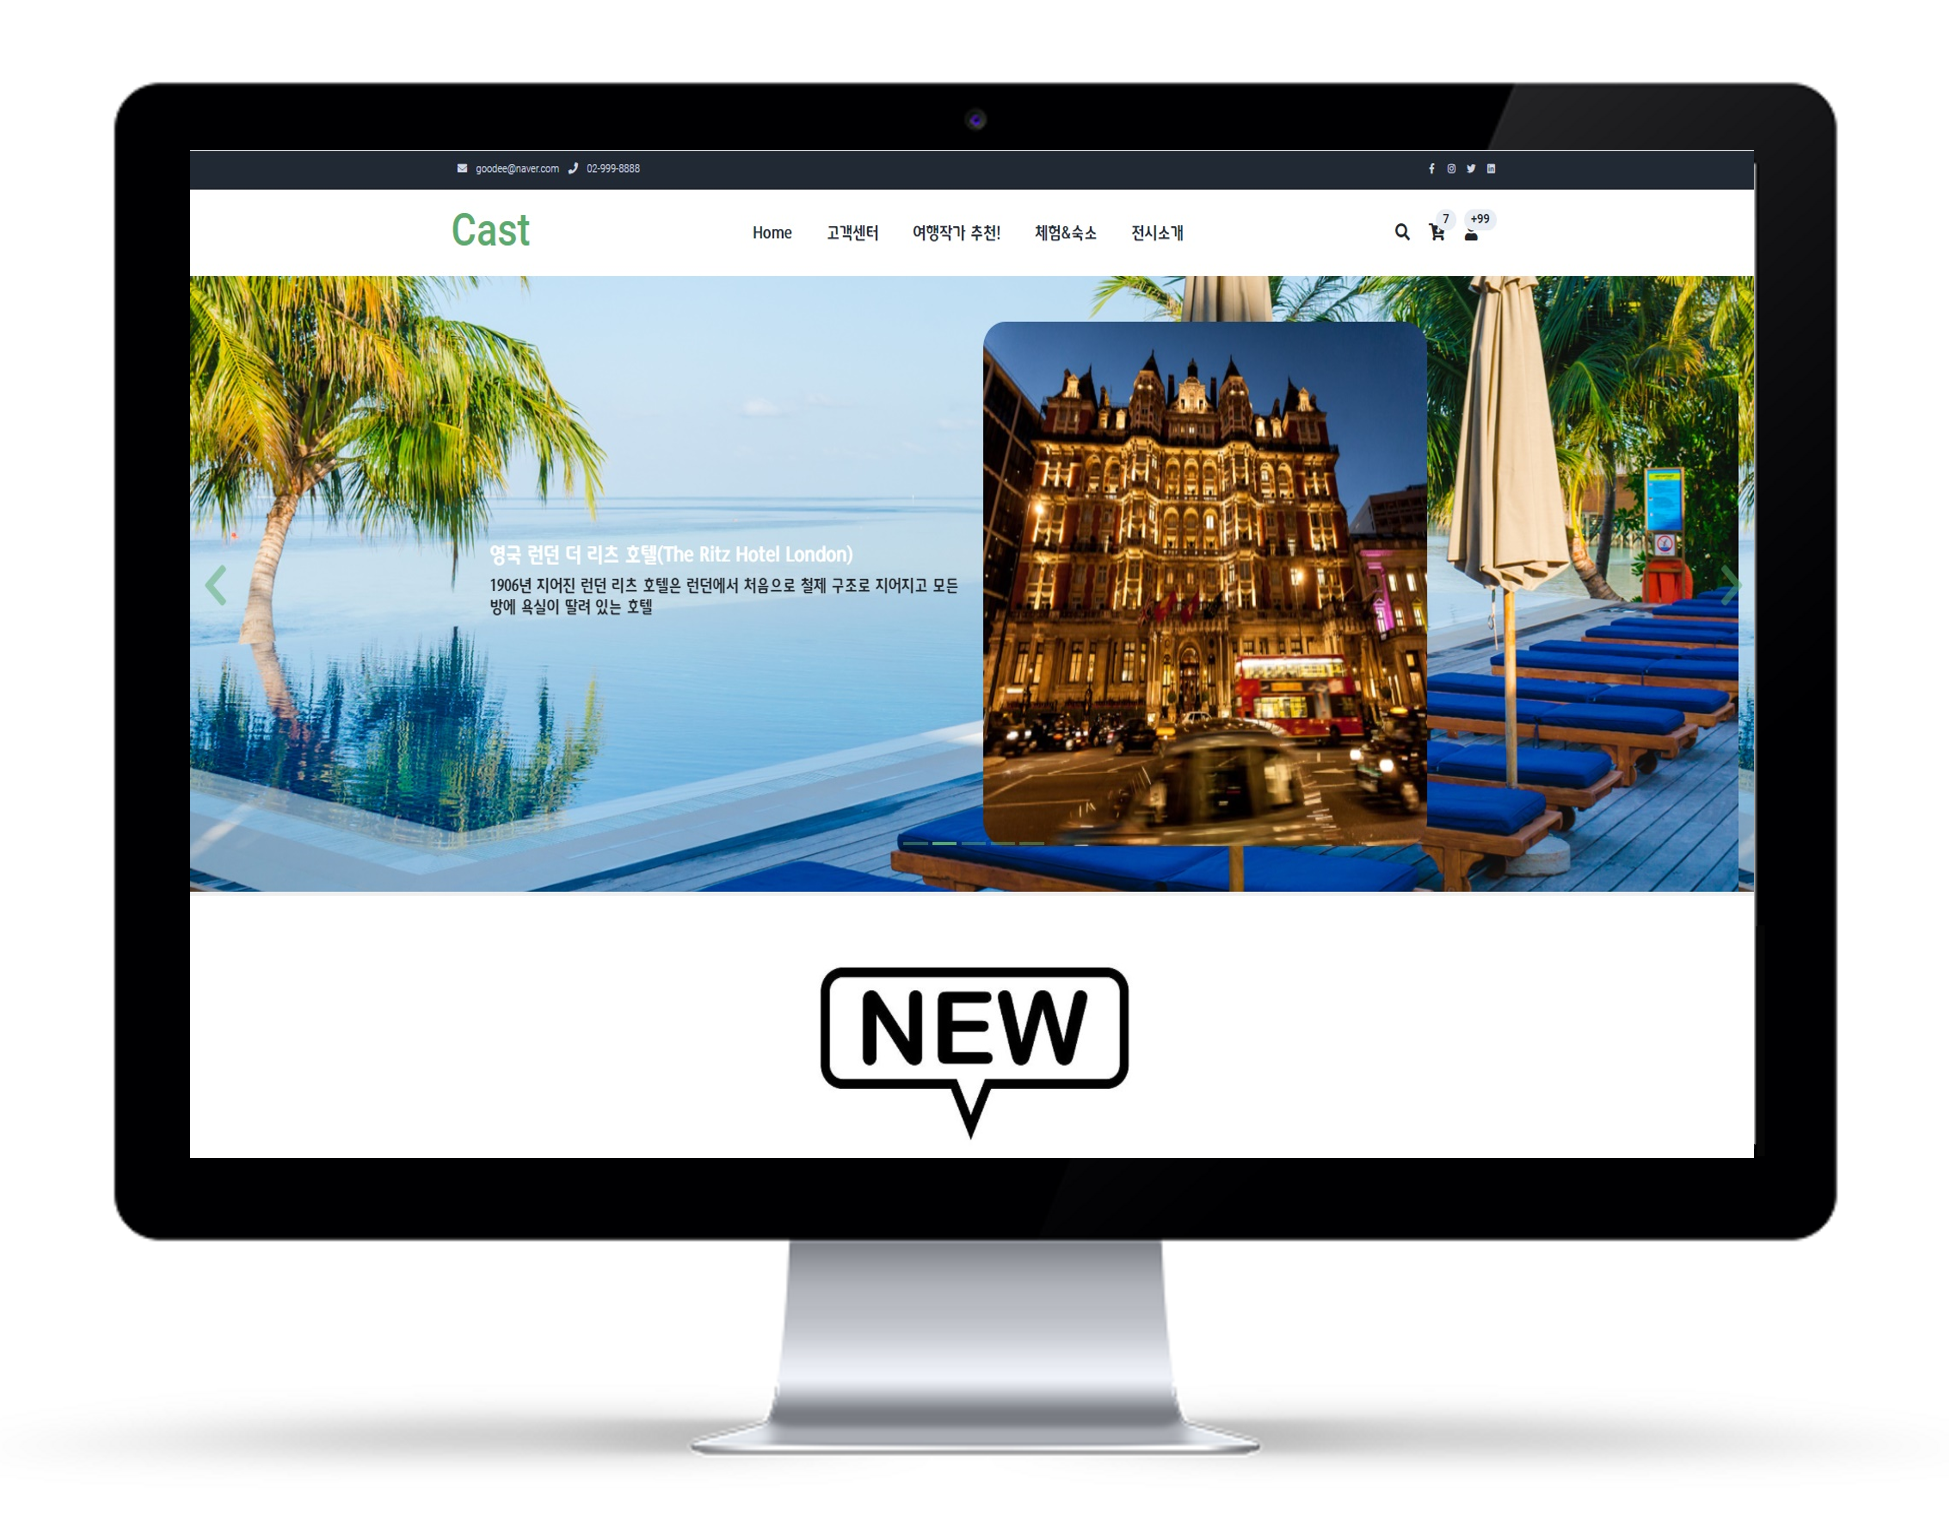 goodee@naver.com 02-999-8888
Cast
Home 고객센터 여행작가 추천! 체험&숙소 전시소개
7 +99
영국 런던 더 리츠 호텔(The Ritz Hotel London)
1906년 지어진 런던 리츠 호텔은 런던에서 처음으로 철제 구조로 지어지고 모든
방에 욕실이 딸려 있는 호텔
NEW